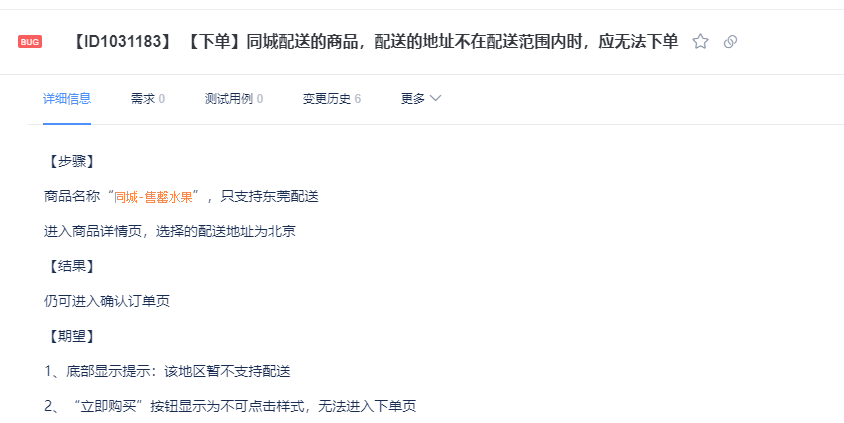 BUG 【ID1031183】 【下单】同城配送的商品，配送的地址不在配送范围内时，应无法下单
详细信息 需求 0 测试用例 0 变更历史 6 更多
【步骤】
商品名称“同城-售罄水果”，只支持东莞配送
进入商品详情页，选择的配送地址为北京
【结果】
仍可进入确认订单页
【期望】
1、底部显示提示：该地区暂不支持配送
2、“立即购买”按钮显示为不可点击样式，无法进入下单页